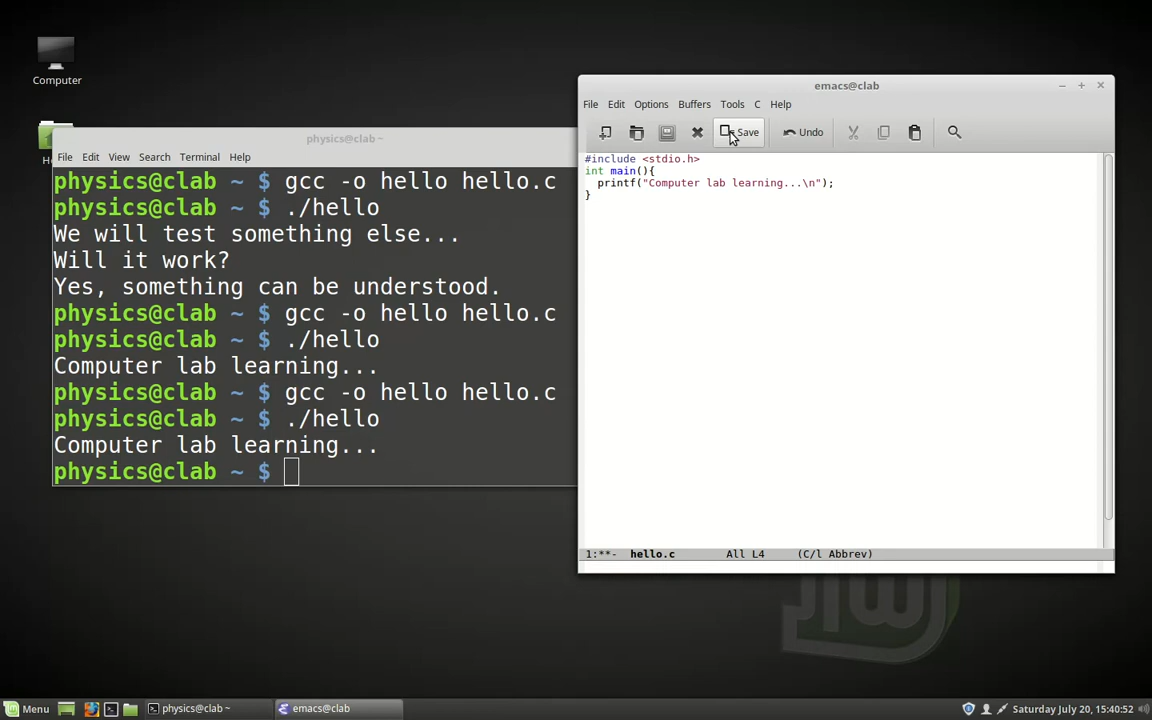 Computer
physics@clab ~
File Edit View Search Terminal Help
physics@clab ~ $ gcc -o hello hello.c
physics@clab ~ $ ./hello
We will test something else...
Will it work?
Yes, something can be understood.
physics@clab ~ $ gcc -o hello hello.c
physics@clab ~ $ ./hello
Computer lab learning...
physics@clab ~ $ gcc -o hello hello.c
physics@clab ~ $ ./hello
Computer lab learning...
physics@clab ~ $
emacs@clab
File Edit Options Buffers Tools C Help
Save Undo
#include <stdio.h>
int main(){
printf("Computer lab learning...\n");
}
1:**- hello.c All L4 (C/l Abbrev)
Menu physics@clab ~ emacs@clab Saturday July 20, 15:40:52